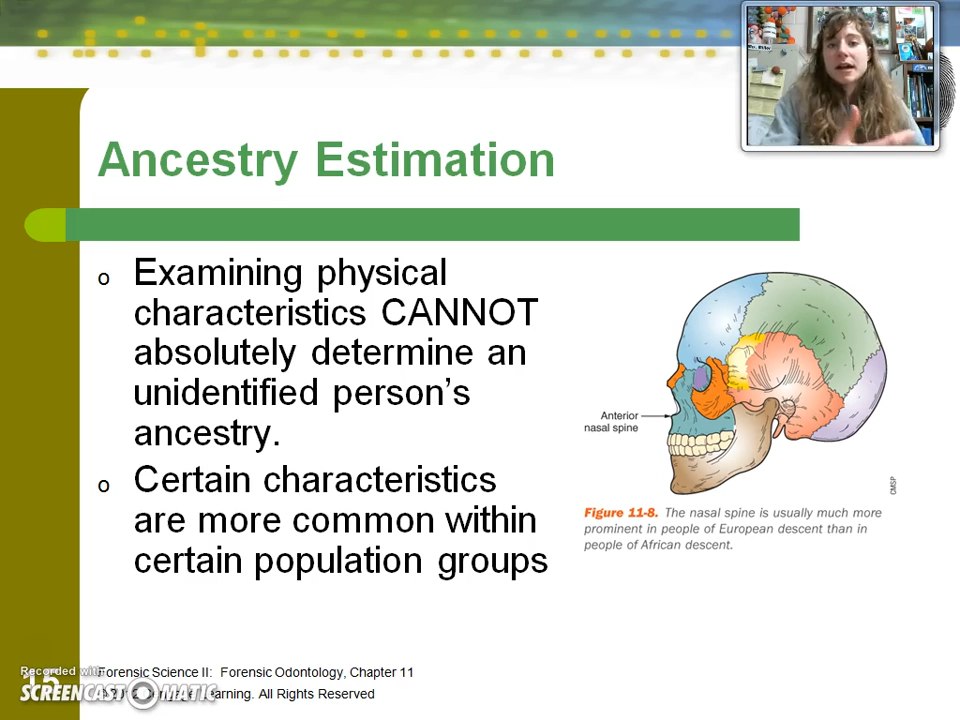 Ancestry Estimation
o Examining physical
characteristics CANNOT
absolutely determine an
unidentified person's
ancestry.
o Certain characteristics
are more common within
certain population groups
Anterior
nasal spine
CMSP
Figure 11-8. The nasal spine is usually much more
prominent in people of European descent than in
people of African descent.
Recorded with
15
Forensic Science II: Forensic Odontology, Chapter 11
SCREENCAST-O-MATIC
Learning. All Rights Reserved